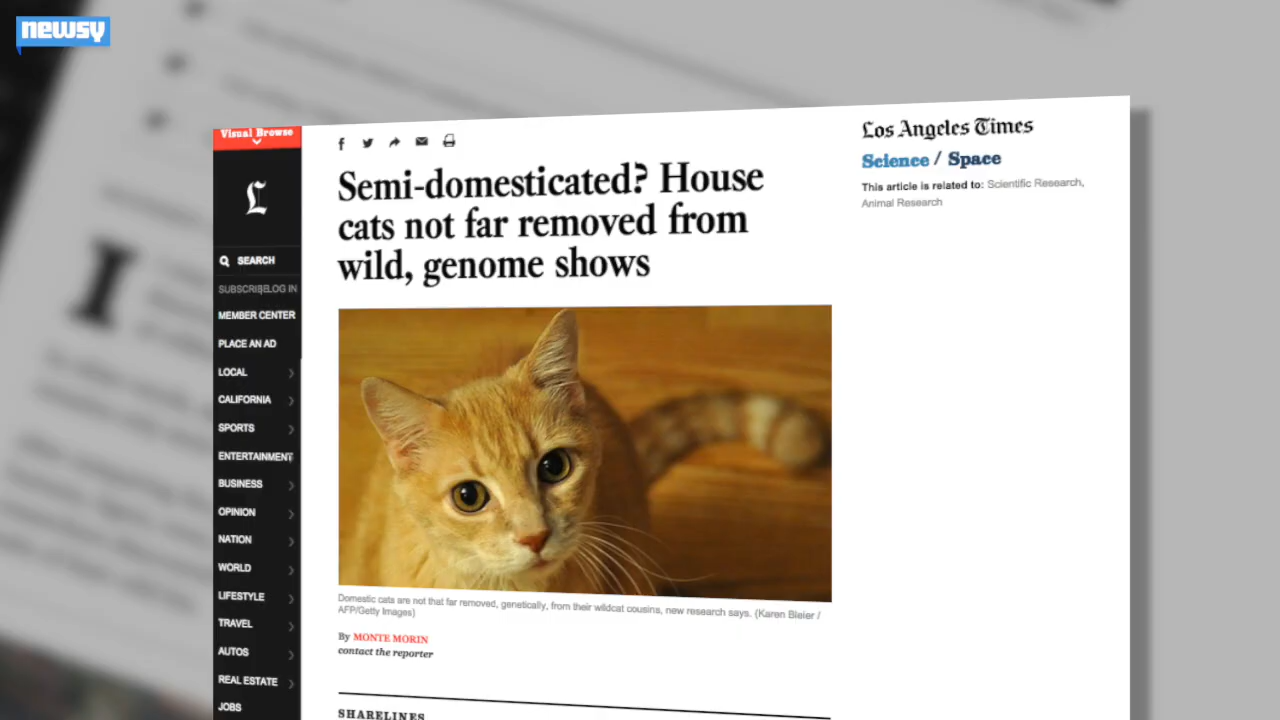 newsy
Visual Browse
L
SEARCH
SUBSCRIBE
LOG IN
MEMBER CENTER
PLACE AN AD
LOCAL
CALIFORNIA
SPORTS
ENTERTAINMENT
BUSINESS
OPINION
NATION
WORLD
LIFESTYLE
TRAVEL
AUTOS
REAL ESTATE
JOBS
Semi-domesticated? House
cats not far removed from
wild, genome shows
Domestic cats are not that far removed, genetically, from their wildcat cousins, new research says. (Karen Bleier /
AFP/Getty Images)
By MONTE MORIN
contact the reporter
SHARELINES
Los Angeles Times
Science / Space
This article is related to: Scientific Research,
Animal Research